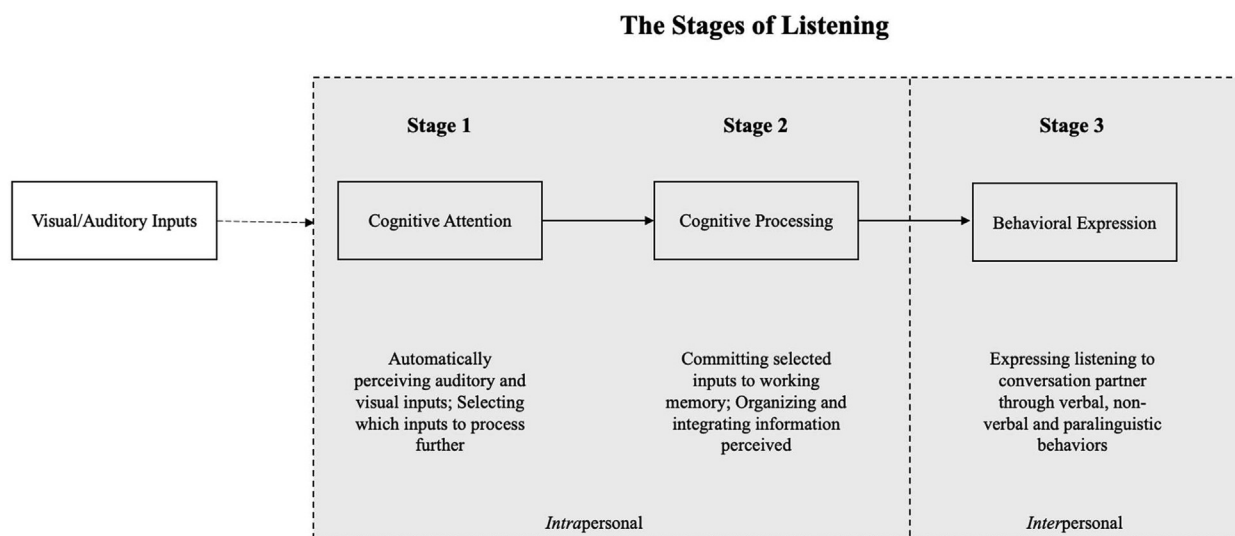 The Stages of Listening
Stage 1
Stage 2
Stage 3
Visual/Auditory Inputs
Cognitive Attention
Cognitive Processing
Behavioral Expression
Automatically
perceiving auditory and
visual inputs; Selecting
which inputs to process
further
Committing selected
inputs to working
memory; Organizing and
integrating information
perceived
Expressing listening to
conversation partner
through verbal, non-
verbal and paralinguistic
behaviors
Intrapersonal
Interpersonal